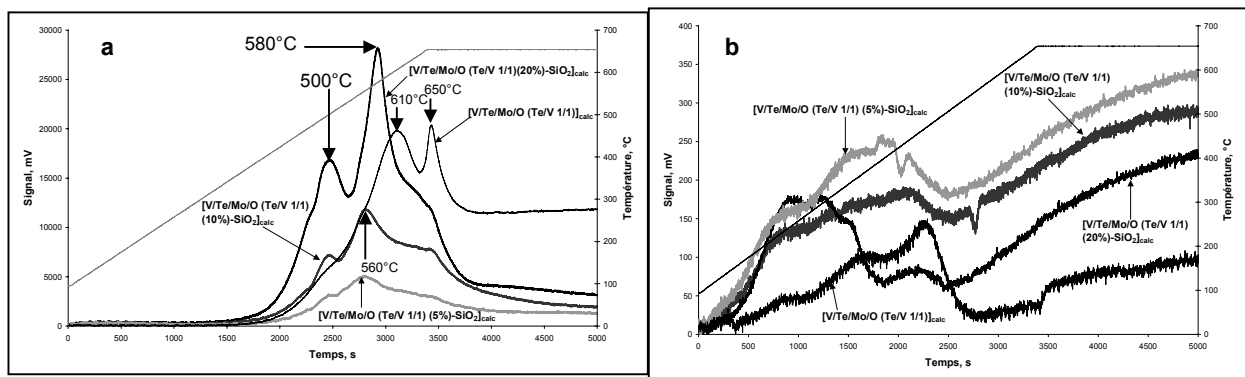 a
580°C
500°C
610°C
650°C
560°C
[V/Te/Mo/O (Te/V 1/1)(20%)-SiO2]calc
[V/Te/Mo/O (Te/V 1/1)]calc
[V/Te/Mo/O (Te/V 1/1)
(10%)-SiO2]calc
[V/Te/Mo/O (Te/V 1/1) (5%)-SiO2]calc
Signal, mV
30000
25000
20000
15000
10000
5000
0
Température, °C
700
600
500
400
300
200
100
0
0 500 1000 1500 2000 2500 3000 3500 4000 4500 5000
Temps, s
b
[V/Te/Mo/O (Te/V 1/1) (5%)-SiO2]calc
[V/Te/Mo/O (Te/V 1/1)
(10%)-SiO2]calc
[V/Te/Mo/O (Te/V 1/1)
(20%)-SiO2]calc
[V/Te/Mo/O (Te/V 1/1)]calc
Signal, mV
400
350
300
250
200
150
100
50
0
Température, °C
700
600
500
400
300
200
100
0
0 500 1000 1500 2000 2500 3000 3500 4000 4500 5000
Temps, s